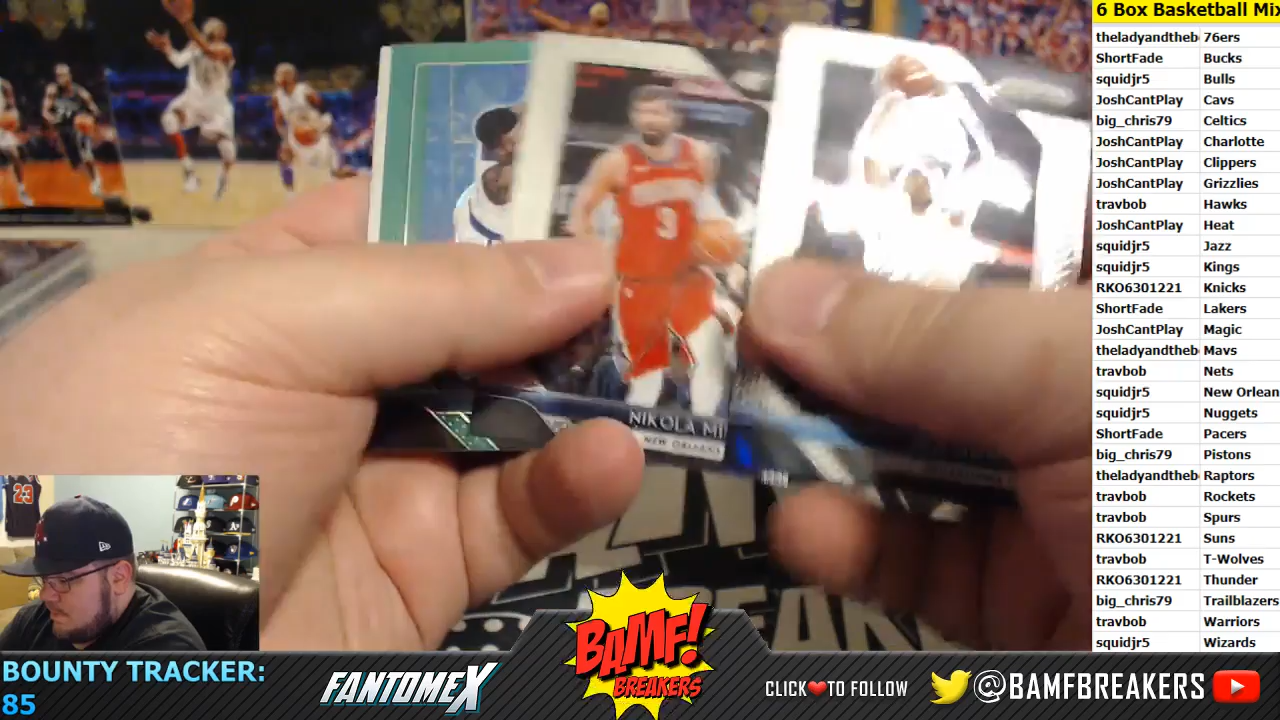 6 Box Basketball Mix
theladyandtheb 76ers
ShortFade Bucks
squidjr5 Bulls
JoshCantPlay Cavs
big_chris79 Celtics
JoshCantPlay Charlotte
JoshCantPlay Clippers
JoshCantPlay Grizzlies
travbob Hawks
JoshCantPlay Heat
squidjr5 Jazz
squidjr5 Kings
RKO6301221 Knicks
ShortFade Lakers
JoshCantPlay Magic
theladyandtheb Mavs
travbob Nets
squidjr5 New Orlean
squidjr5 Nuggets
ShortFade Pacers
big_chris79 Pistons
theladyandtheb Raptors
travbob Rockets
travbob Spurs
RKO6301221 Suns
travbob T-Wolves
RKO6301221 Thunder
big_chris79 Trailblazers
travbob Warriors
squidjr5 Wizards
3
NIKOLA MI
NEW ORLEANS
23
BOUNTY TRACKER:
85
FANTOMEX
BAMF!
BREAKERS
CLICK❤TO FOLLOW
@BAMFBREAKERS